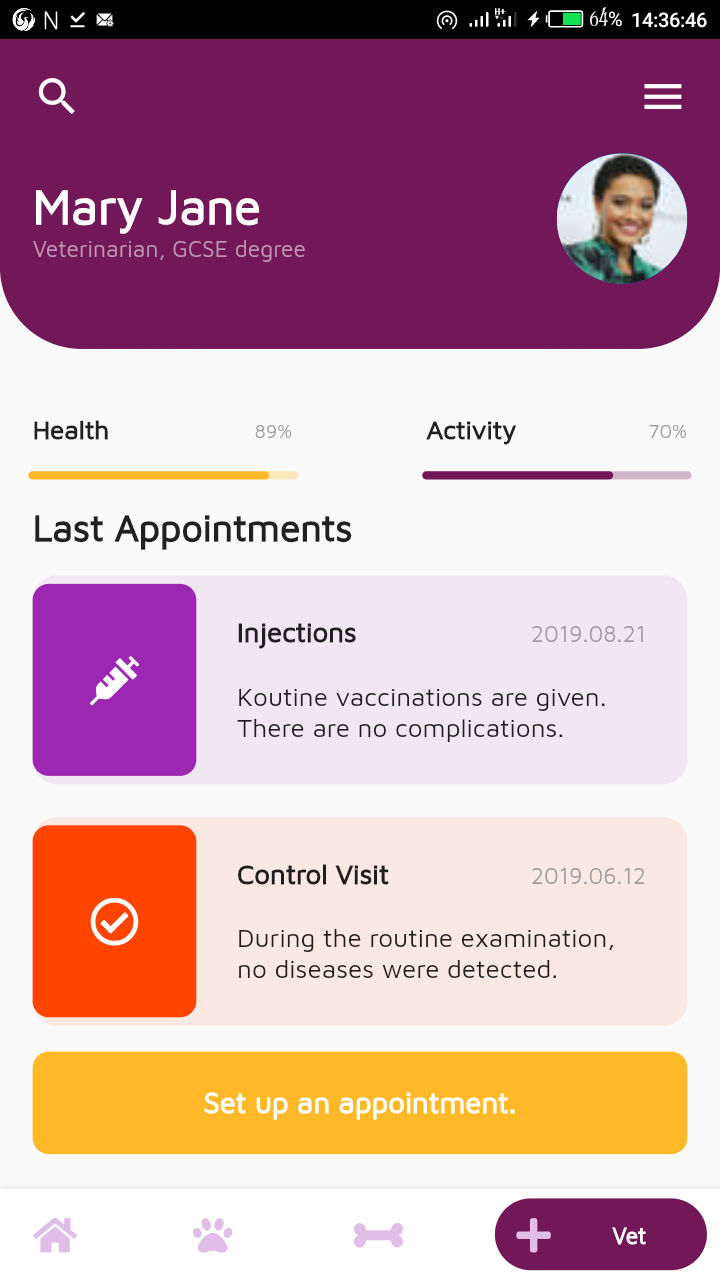 64% 14:36:46
Mary Jane
Veterinarian, GCSE degree
Health 89% Activity 70%
Last Appointments
Injections 2019.08.21
Koutine vaccinations are given.
There are no complications.
Control Visit 2019.06.12
During the routine examination,
no diseases were detected.
Set up an appointment.
Vet